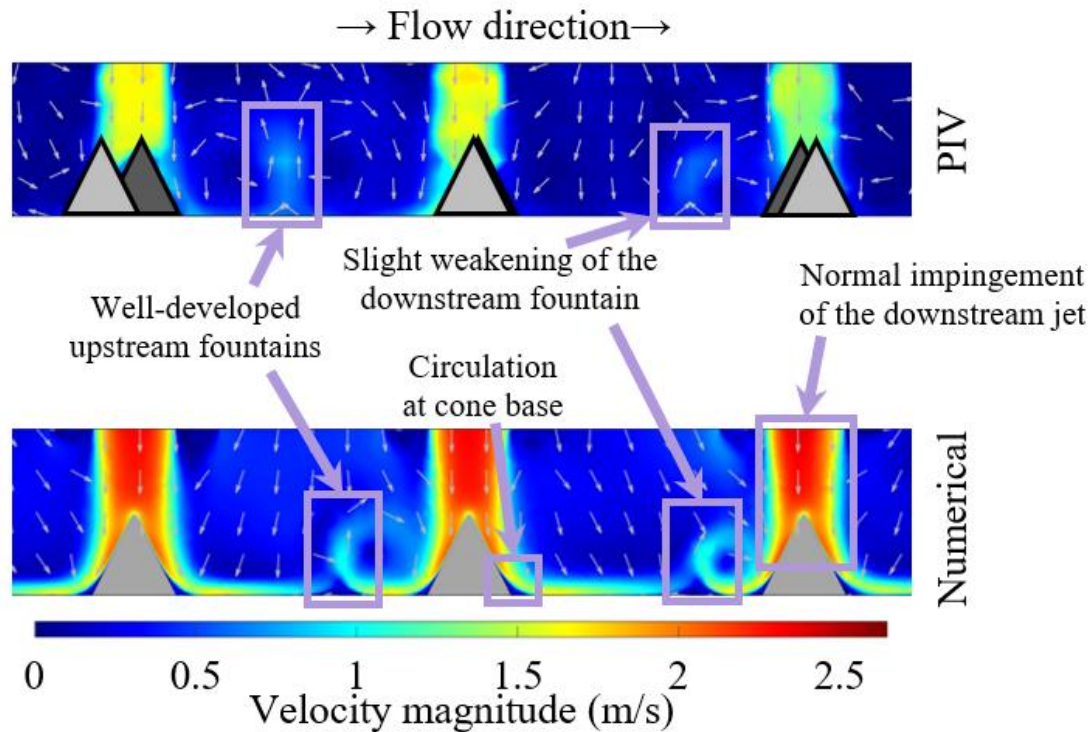 → Flow direction→
PIV
Slight weakening of the
downstream fountain
Normal impingement
of the downstream jet
Well-developed
upstream fountains
Circulation
at cone base
Numerical
0 0.5 1 1.5 2 2.5
Velocity magnitude (m/s)